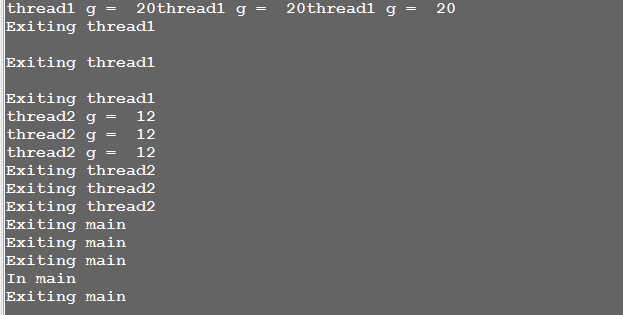 thread1 g =  20thread1 g =  20thread1 g =  20
Exiting thread1
Exiting thread1
Exiting thread1
thread2 g =  12
thread2 g =  12
thread2 g =  12
Exiting thread2
Exiting thread2
Exiting thread2
Exiting main
Exiting main
Exiting main
In main
Exiting main